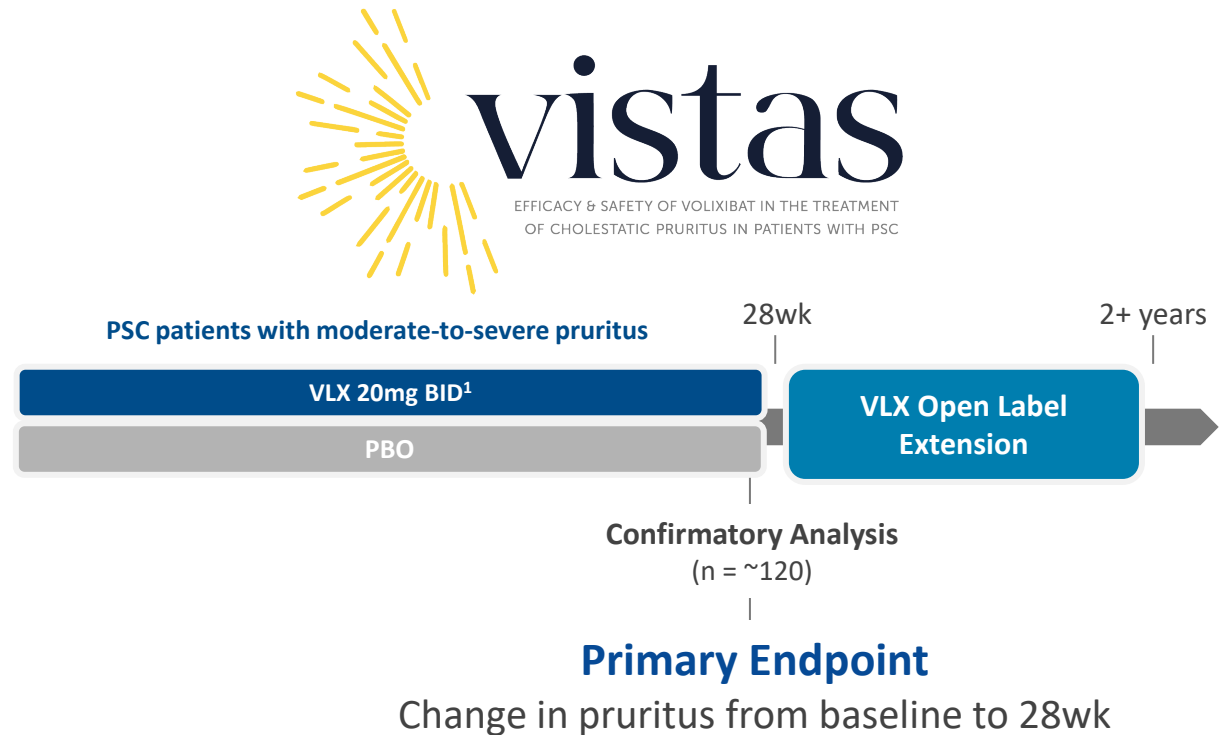 vistas
EFFICACY & SAFETY OF VOLIXIBAT IN THE TREATMENT
OF CHOLESTATIC PRURITUS IN PATIENTS WITH PSC
PSC patients with moderate-to-severe pruritus
28wk
2+ years
VLX 20mg BID¹
PBO
VLX Open Label
Extension
Confirmatory Analysis
(n = ~120)
Primary Endpoint
Change in pruritus from baseline to 28wk